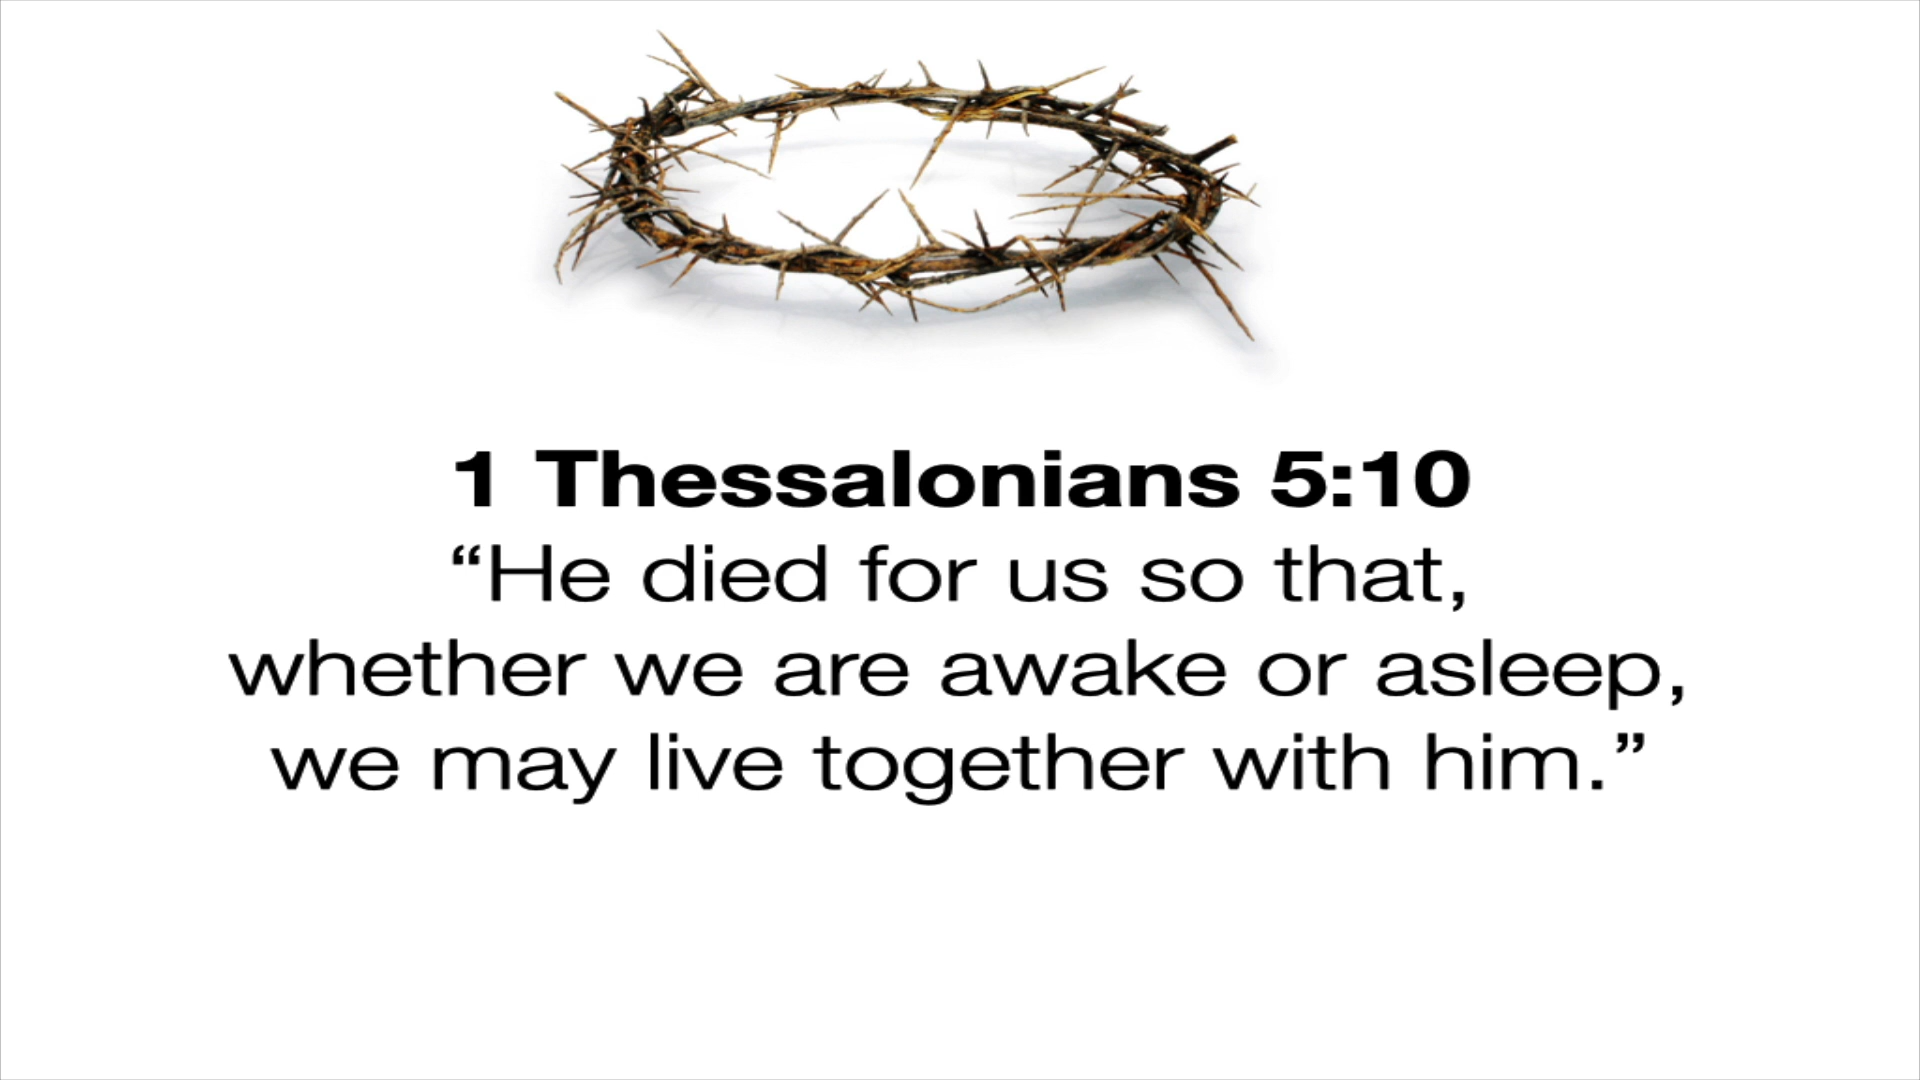 1 Thessalonians 5:10
“He died for us so that,
whether we are awake or asleep,
we may live together with him.”